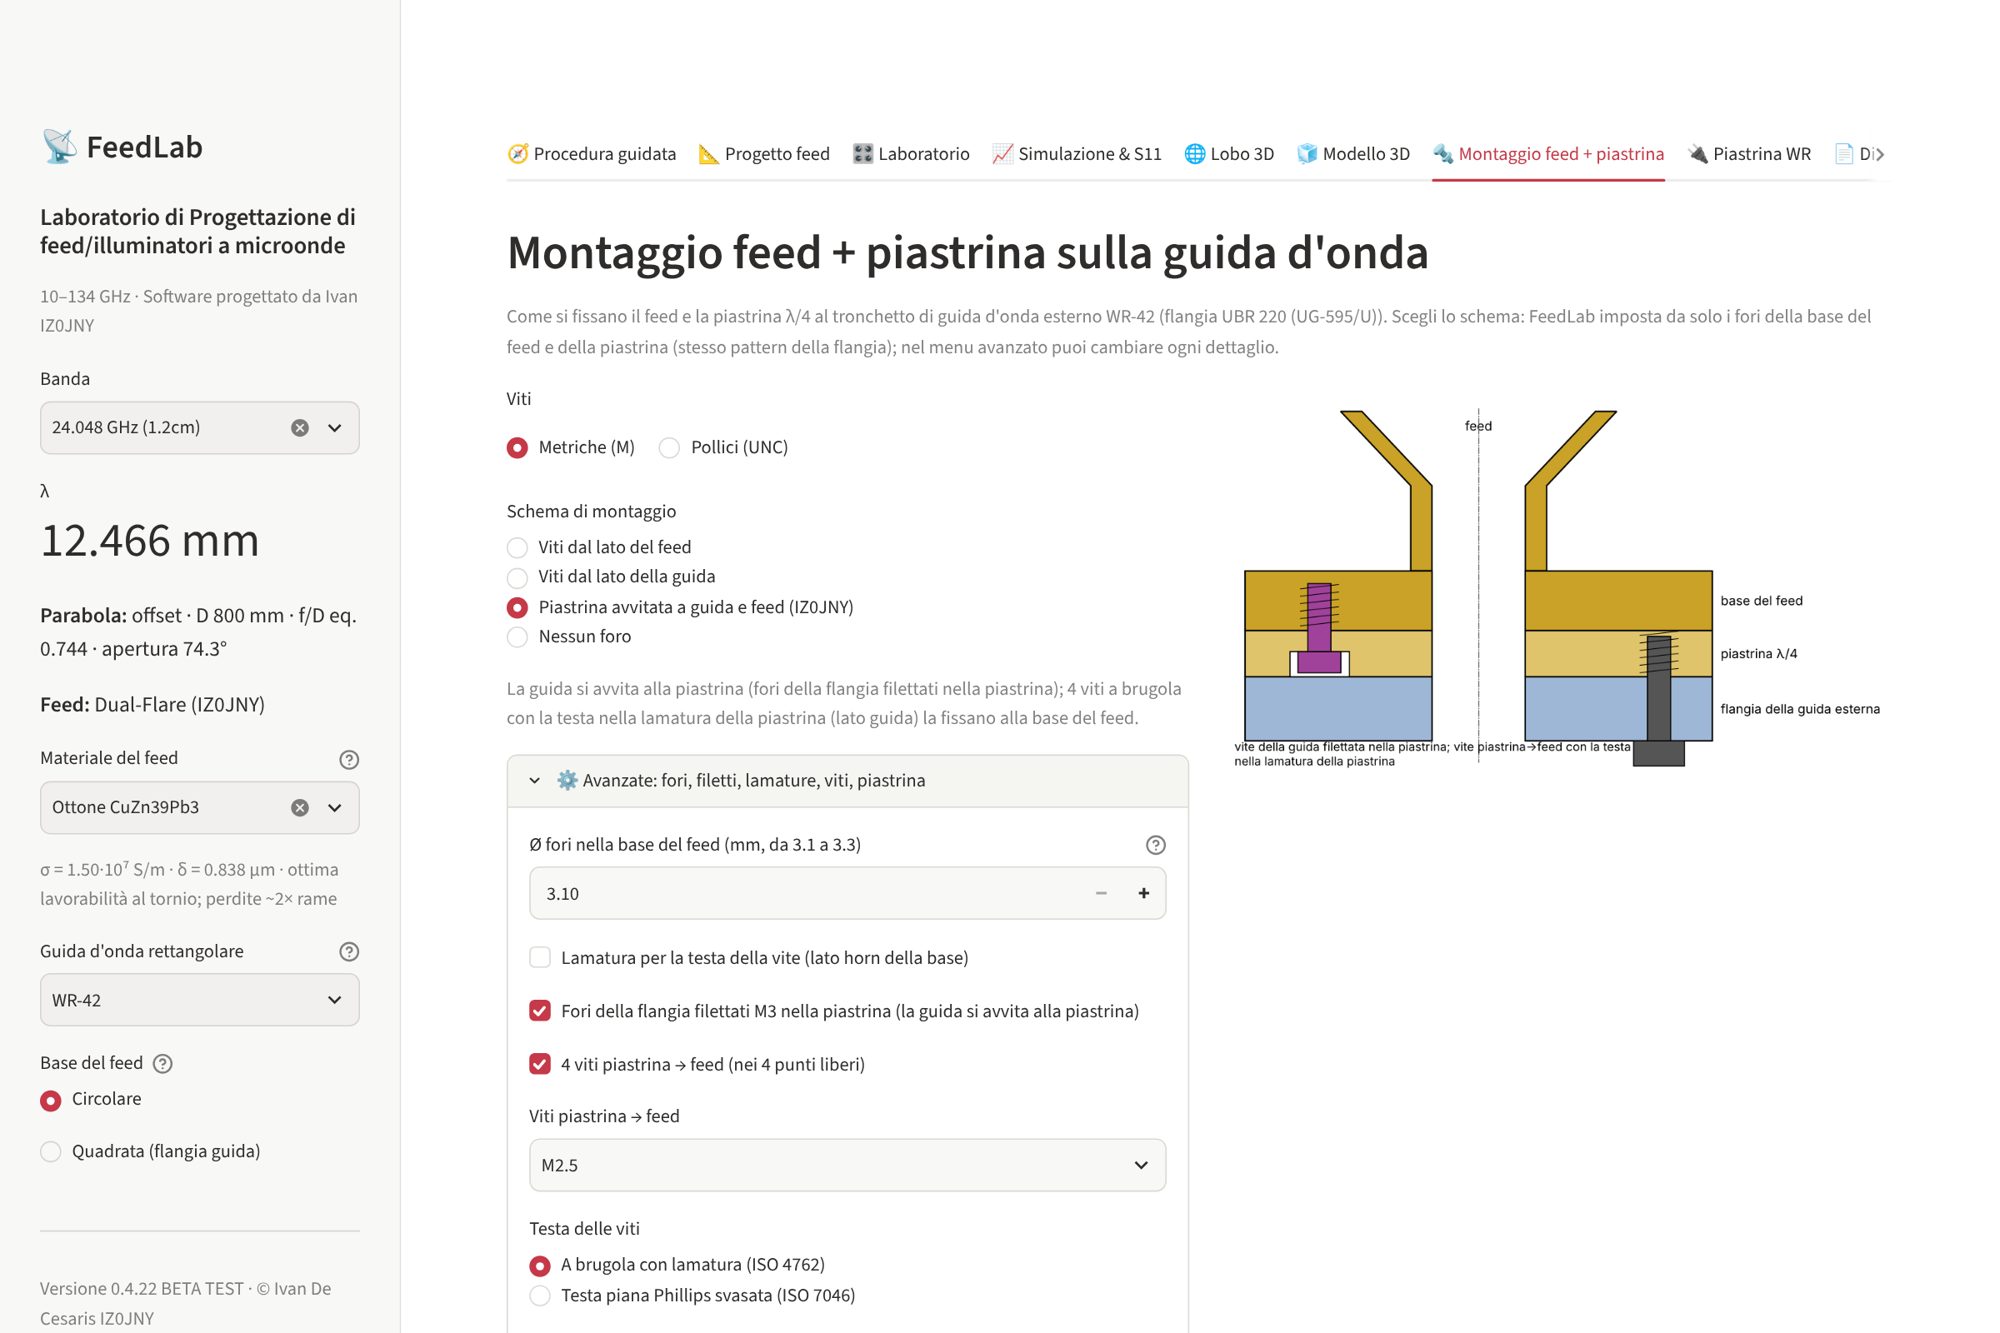 📡 FeedLab
Laboratorio di Progettazione di
feed/illuminatori a microonde
10–134 GHz · Software progettato da Ivan
IZ0JNY
Banda
24.048 GHz (1.2cm)
λ
12.466 mm
Parabola: offset · D 800 mm · f/D eq.
0.744 · apertura 74.3°
Feed: Dual-Flare (IZ0JNY)
Materiale del feed
Ottone CuZn39Pb3
σ = 1.50·10⁷ S/m · δ = 0.838 µm · ottima
lavorabilità al tornio; perdite ~2× rame
Guida d'onda rettangolare
WR-42
Base del feed
Circolare
Quadrata (flangia guida)
Versione 0.4.22 BETA TEST · © Ivan De
Cesaris IZ0JNY
🧭 Procedura guidata 📐 Progetto feed 🎛️ Laboratorio 📈 Simulazione & S11 🌐 Lobo 3D 🧊 Modello 3D 🔩 Montaggio feed + piastrina 🔌 Piastrina WR 📄 Di
Montaggio feed + piastrina sulla guida d'onda
Come si fissano il feed e la piastrina λ/4 al tronchetto di guida d'onda esterno WR-42 (flangia UBR 220 (UG-595/U)). Scegli lo schema: FeedLab imposta da solo i fori della base del
feed e della piastrina (stesso pattern della flangia); nel menu avanzato puoi cambiare ogni dettaglio.
Viti
Metriche (M) Pollici (UNC)
Schema di montaggio
Viti dal lato del feed
Viti dal lato della guida
Piastrina avvitata a guida e feed (IZ0JNY)
Nessun foro
La guida si avvita alla piastrina (fori della flangia filettati nella piastrina); 4 viti a brugola
con la testa nella lamatura della piastrina (lato guida) la fissano alla base del feed.
⚙️ Avanzate: fori, filetti, lamature, viti, piastrina
Ø fori nella base del feed (mm, da 3.1 a 3.3)
3.10
Lamatura per la testa della vite (lato horn della base)
Fori della flangia filettati M3 nella piastrina (la guida si avvita alla piastrina)
4 viti piastrina → feed (nei 4 punti liberi)
Viti piastrina → feed
M2.5
Testa delle viti
A brugola con lamatura (ISO 4762)
Testa piana Phillips svasata (ISO 7046)
feed
base del feed
piastrina λ/4
flangia della guida esterna
vite della guida filettata nella piastrina; vite piastrina→feed con la testa
nella lamatura della piastrina